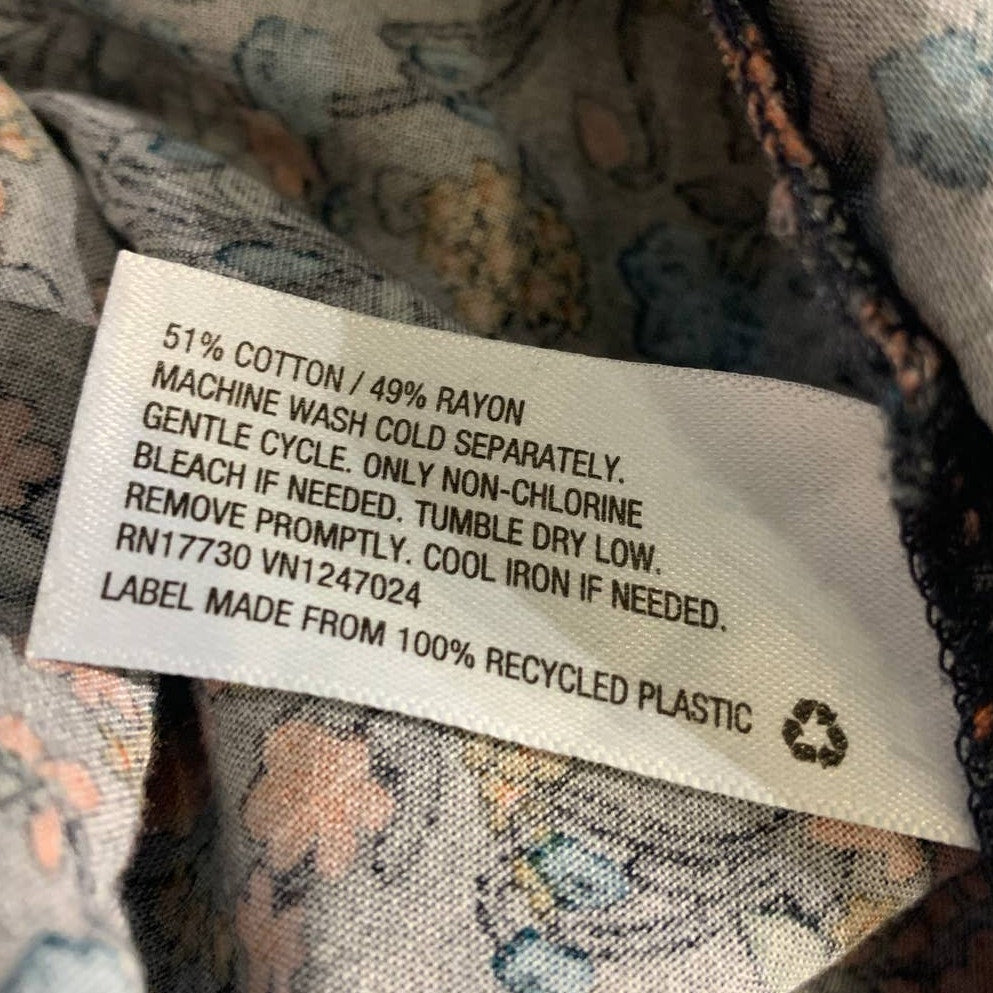 51% COTTON / 49% RAYON
MACHINE WASH COLD SEPARATELY.
GENTLE CYCLE. ONLY NON-CHLORINE
BLEACH IF NEEDED. TUMBLE DRY LOW.
REMOVE PROMPTLY. COOL IRON IF NEEDED.
RN17730 VN1247024
LABEL MADE FROM 100% RECYCLED PLASTIC